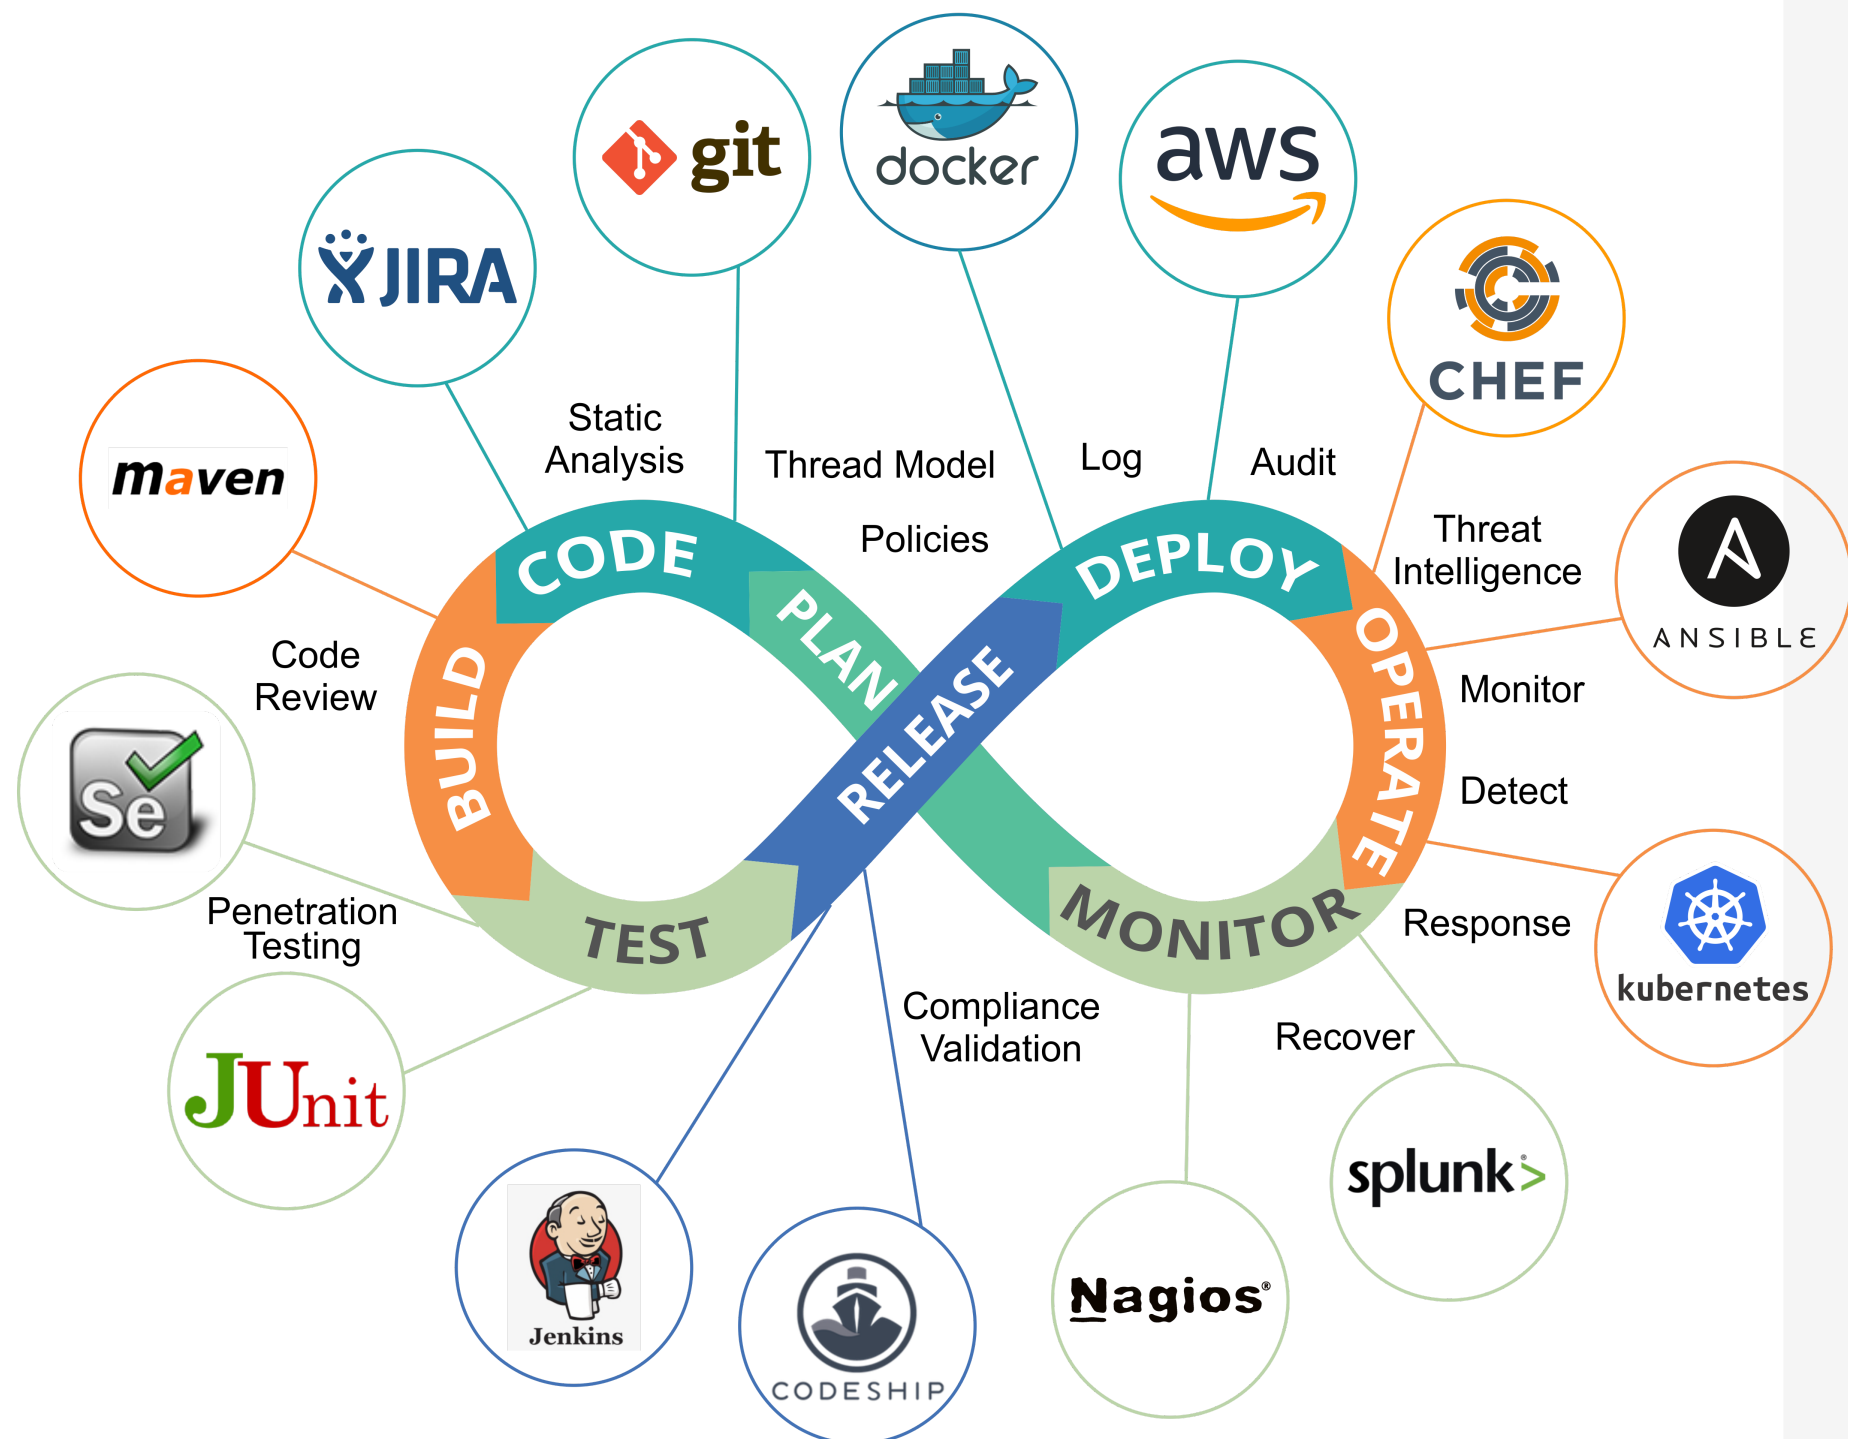 docker
git
aws
JIRA
CHEF
Static
Analysis
Thread Model
Log
Audit
maven
Policies
Threat
Intelligence
CODE
DEPLOY
ANSIBLE
PLAN
OPERATE
Code
Review
BUILD
RELEASE
Monitor
Se
Detect
Penetration
Testing
TEST
MONITOR
Response
kubernetes
Compliance
Validation
Recover
JUnit
splunk>®
Jenkins
CODESHIP
Nagios®